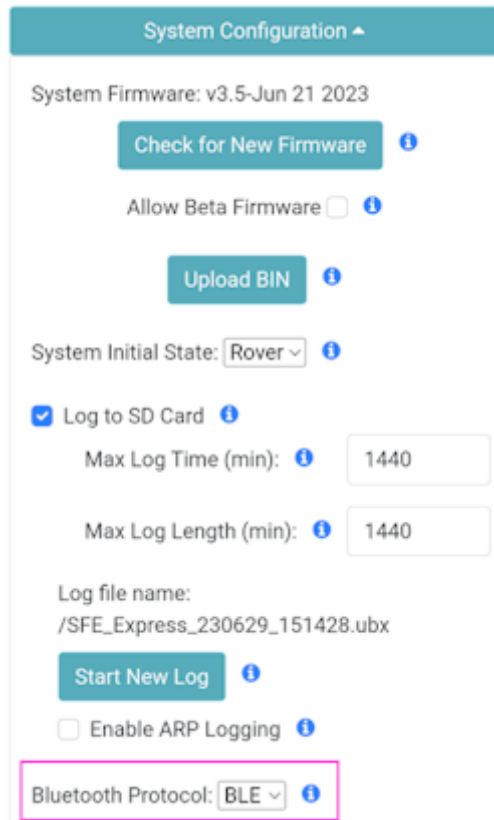 System Configuration
System Firmware: v3.5-Jun 21 2023
Check for New Firmware
Allow Beta Firmware
Upload BIN
System Initial State: Rover
Log to SD Card
Max Log Time (min): 1440
Max Log Length (min): 1440
Log file name:
/SFE_Express_230629_151428.ubx
Start New Log
Enable ARP Logging
Bluetooth Protocol: BLE